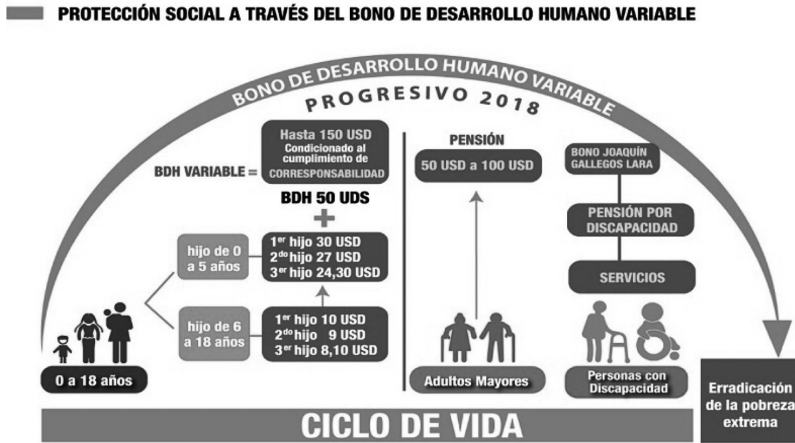 PROTECCIÓN SOCIAL A TRAVÉS DEL BONO DE DESARROLLO HUMANO VARIABLE
BONO DE DESARROLLO HUMANO VARIABLE
PROGRESIVO 2018
BDH VARIABLE =
Hasta 150 USD
Condicionado al
cumplimiento de
CORRESPONSABILIDAD
BDH 50 UDS
+
hijo de 0
a 5 años
1er hijo 30 USD
2do hijo 27 USD
3er hijo 24,30 USD
hijo de 6
a 18 años
1er hijo 10 USD
2do hijo 9 USD
3er hijo 8,10 USD
0 a 18 años
PENSIÓN
50 USD a 100 USD
Adultos Mayores
BONO JOAQUÍN
GALLEGOS LARA
PENSIÓN POR
DISCAPACIDAD
SERVICIOS
Personas con
Discapacidad
Erradicación
de la pobreza
extrema
CICLO DE VIDA